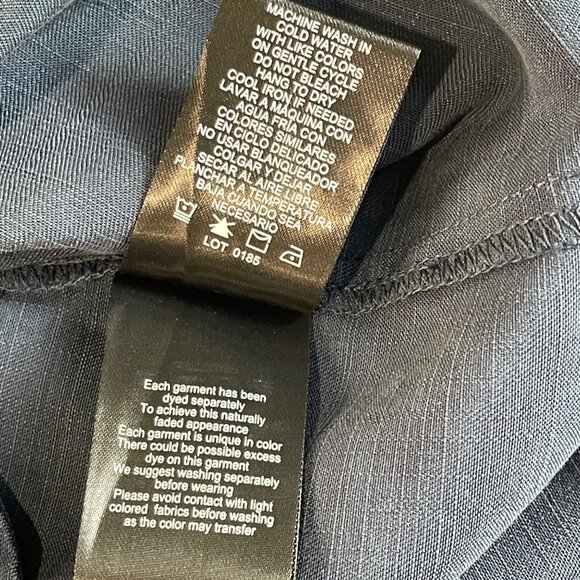 MACHINE WASH IN
COLD WATER
WITH LIKE COLORS
ON GENTLE CYCLE
DO NOT BLEACH
HANG TO DRY
COOL IRON IF NEEDED
LAVAR A MAQUINA CON
AGUA FRIA CON
COLORES SIMILARES
EN CICLO DELICADO
NO USAR BLANQUEADOR
COLGAR Y DEJAR
SECAR AL AIRE LIBRE
PLANCHAR A TEMPERATURA
BAJA CUANDO SEA
NECESARIO
LOT 0185
Each garment has been
dyed separately
To achieve this naturally
faded appearance
Each garment is unique in color
There could be possible excess
dye on this garment
We suggest washing separately
before wearing
Please avoid contact with light
colored fabrics before washing
as the color may transfer